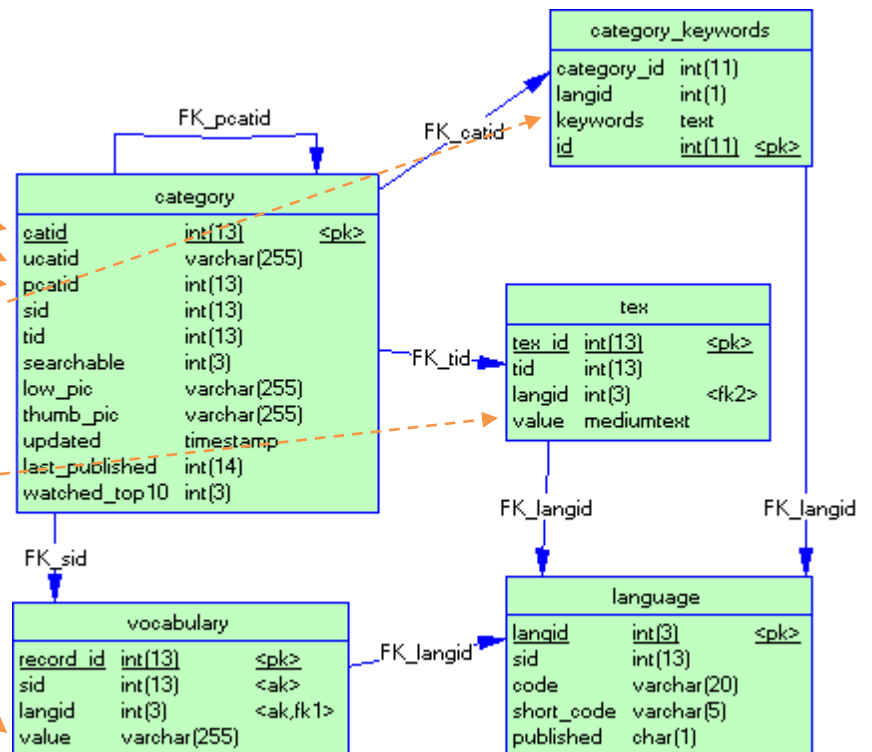 category_keywords
category_id int(11)
langid int(1)
keywords text
id int(11) <pk>
FK_pcatid
FK_catid
category
catid int(13) <pk>
ucatid varchar(255)
pcatid int(13)
sid int(13)
tid int(13)
searchable int(3)
low_pic varchar(255)
thumb_pic varchar(255)
updated timestamp
last_published int(14)
watched_top10 int(3)
tex
tex_id int(13) <pk>
tid int(13)
langid int(3) <fk2>
value mediumtext
FK_tid
FK_langid
FK_langid
FK_sid
vocabulary
record_id int(13) <pk>
sid int(13) <ak>
langid int(3) <ak,fk1>
value varchar(255)
FK_langid
language
langid int(3) <pk>
sid int(13)
code varchar(20)
short_code varchar(5)
published char(1)